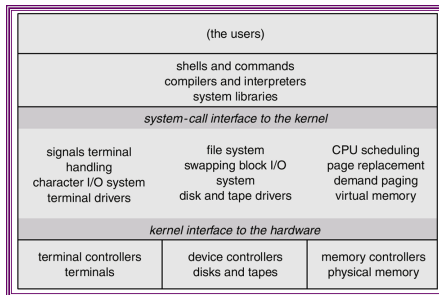 (the users)
shells and commands
compilers and interpreters
system libraries
system-call interface to the kernel
signals terminal
handling
character I/O system
terminal drivers
file system
swapping block I/O
system
disk and tape drivers
CPU scheduling
page replacement
demand paging
virtual memory
kernel interface to the hardware
terminal controllers
terminals
device controllers
disks and tapes
memory controllers
physical memory